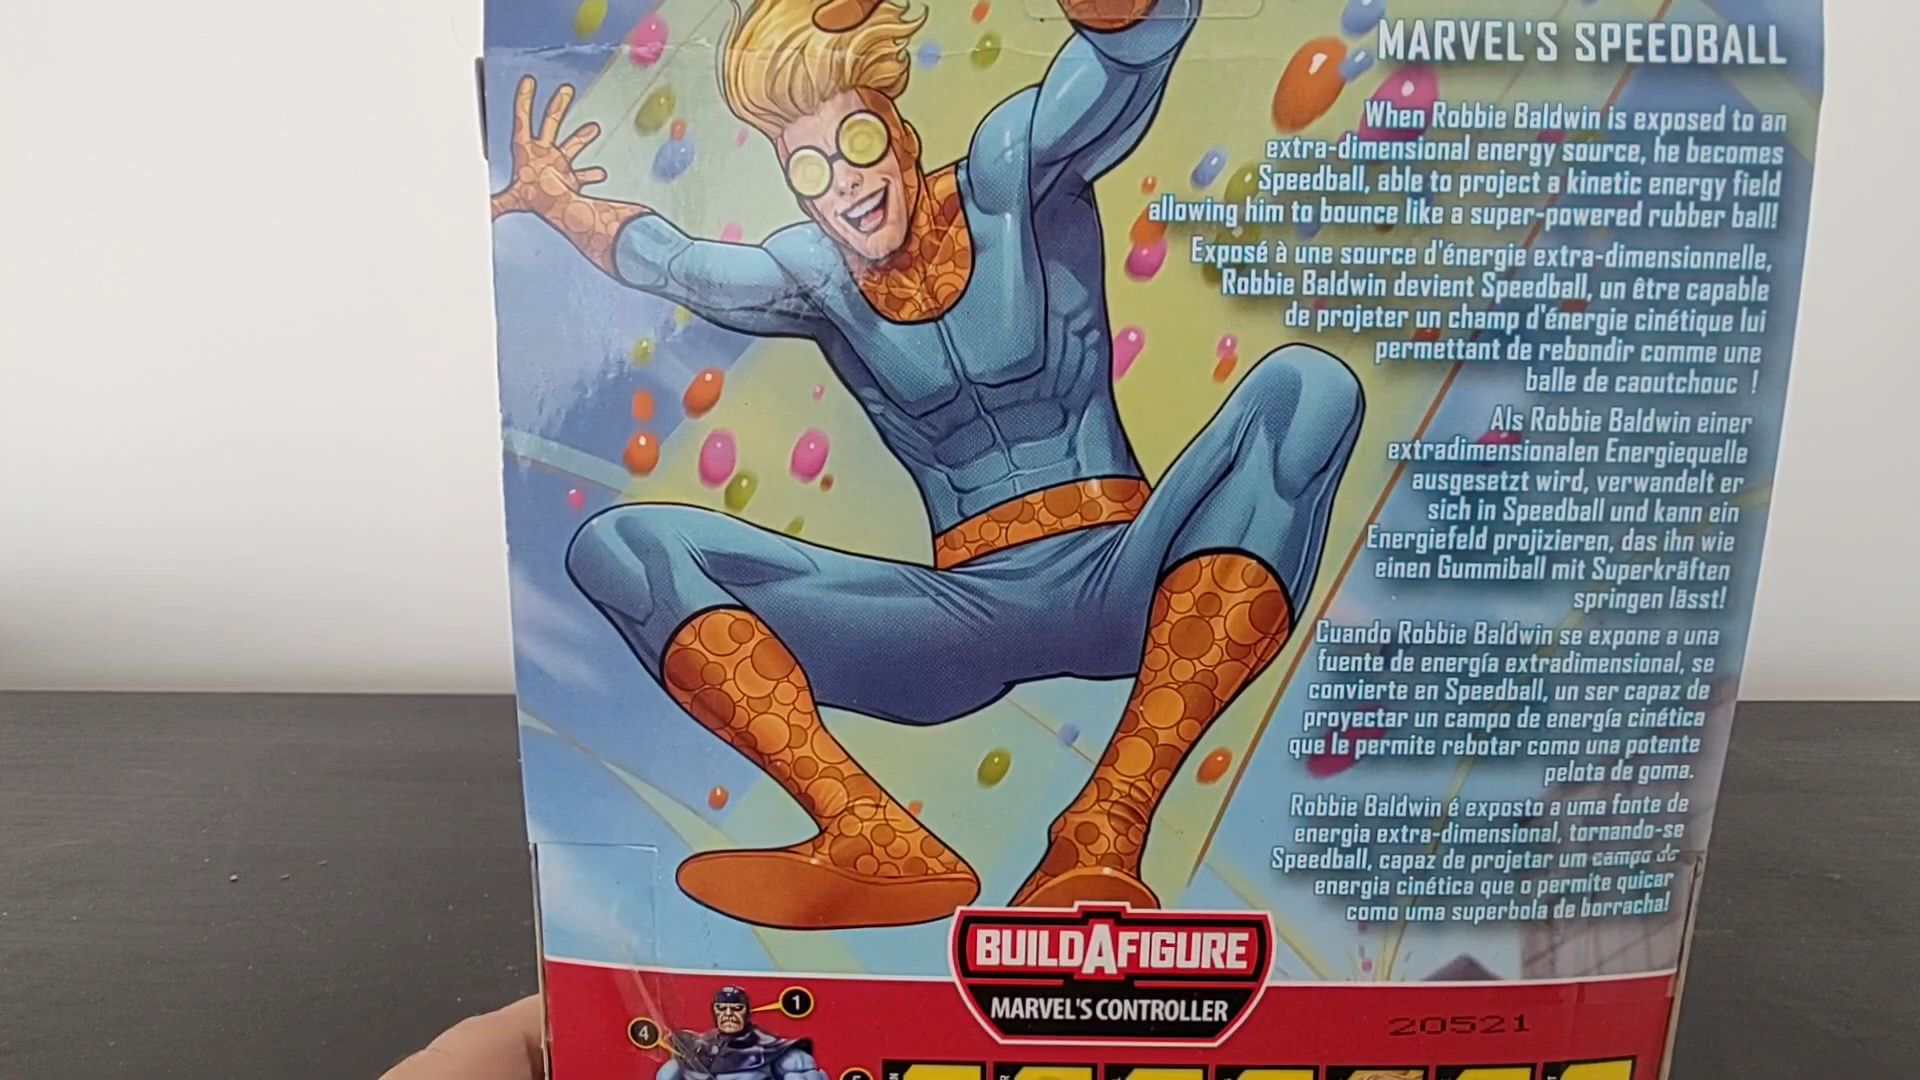 MARVEL'S SPEEDBALL
When Robbie Baldwin is exposed to an
extra-dimensional energy source, he becomes
Speedball, able to project a kinetic energy field
allowing him to bounce like a super-powered rubber ball!
Exposé à une source d'énergie extra-dimensionnelle,
Robbie Baldwin devient Speedball, un être capable
de projeter un champ d'énergie cinétique lui
permettant de rebondir comme une
balle de caoutchouc !
Als Robbie Baldwin einer
extradimensionalen Energiequelle
ausgesetzt wird, verwandelt er
sich in Speedball und kann ein
Energiefeld projizieren, das ihn wie
einen Gummiball mit Superkräften
springen lässt!
Cuando Robbie Baldwin se expone a una
fuente de energía extradimensional, se
convierte en Speedball, un ser capaz de
proyectar un campo de energía cinética
que le permite rebotar como una potente
pelota de goma.
Robbie Baldwin é exposto a uma fonte de
energia extra-dimensional, tornando-se
Speedball, capaz de projetar um campo de
energia cinética que o permite quicar
como uma superbola de borracha!
BUILDAFIGURE
MARVEL'S CONTROLLER
1
4
20521